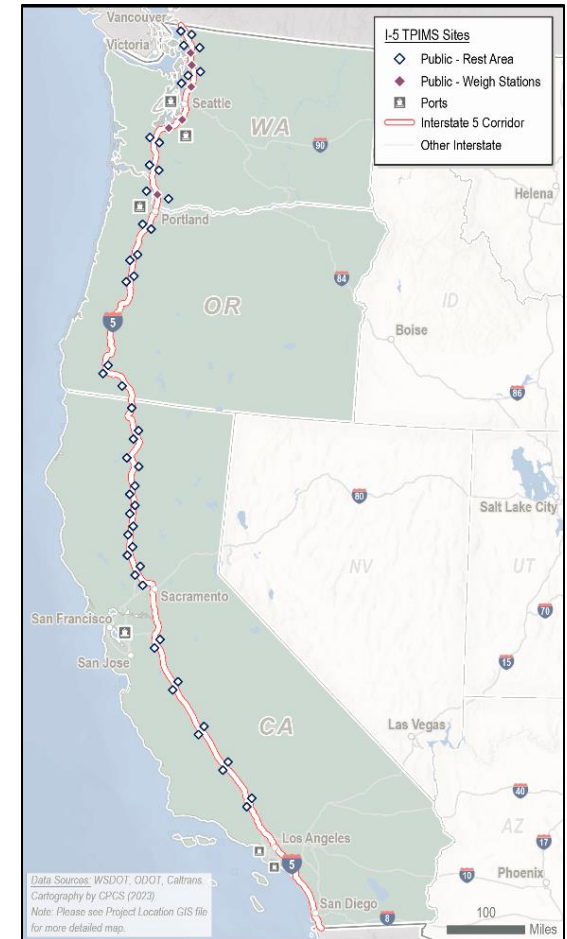 Vancouver
Victoria
I-5 TPIMS Sites
Public - Rest Area
Public - Weigh Stations
Ports
Interstate 5 Corridor
Other Interstate
Seattle
WA
90
Helena
Portland
84
OR
ID
5
Boise
86
80
Salt Lake City
NV
UT
Sacramento
San Francisco
70
San Jose
15
CA
Las Vegas
40
AZ
Los Angeles
17
5
10
Phoenix
Data Sources: WSDOT, ODOT, Caltrans.
Cartography by CPCS (2023)
Note: Please see Project Location GIS file
for more detailed map.
San Diego
8
100
Miles